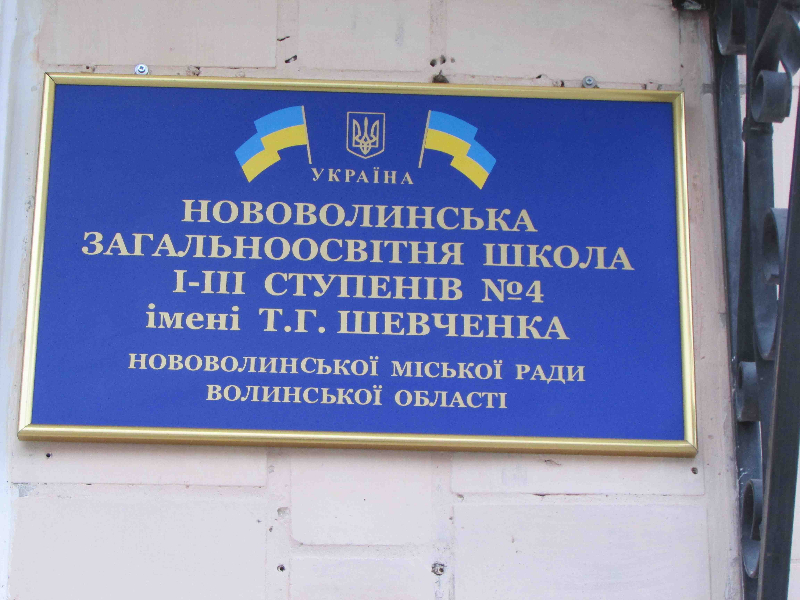 УКРАЇНА
НОВОВОЛИНСЬКА
ЗАГАЛЬНООСВІТНЯ ШКОЛА
І-ІІІ СТУПЕНІВ №4
імені Т.Г. ШЕВЧЕНКА
НОВОВОЛИНСЬКОЇ МІСЬКОЇ РАДИ
ВОЛИНСЬКОЇ ОБЛАСТІ